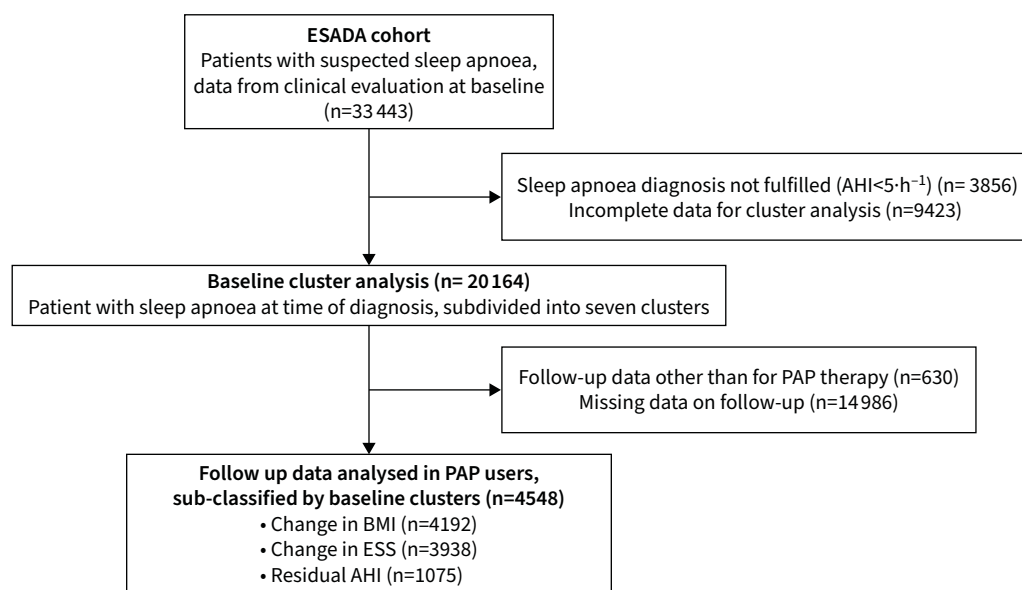 ESADA cohort
Patients with suspected sleep apnoea,
data from clinical evaluation at baseline
(n=33 443)
Sleep apnoea diagnosis not fulfilled (AHI<5·h⁻¹) (n= 3856)
Incomplete data for cluster analysis (n=9423)
Baseline cluster analysis (n= 20 164)
Patient with sleep apnoea at time of diagnosis, subdivided into seven clusters
Follow-up data other than for PAP therapy (n=630)
Missing data on follow-up (n=14 986)
Follow up data analysed in PAP users,
sub-classified by baseline clusters (n=4548)
• Change in BMI (n=4192)
• Change in ESS (n=3938)
• Residual AHI (n=1075)